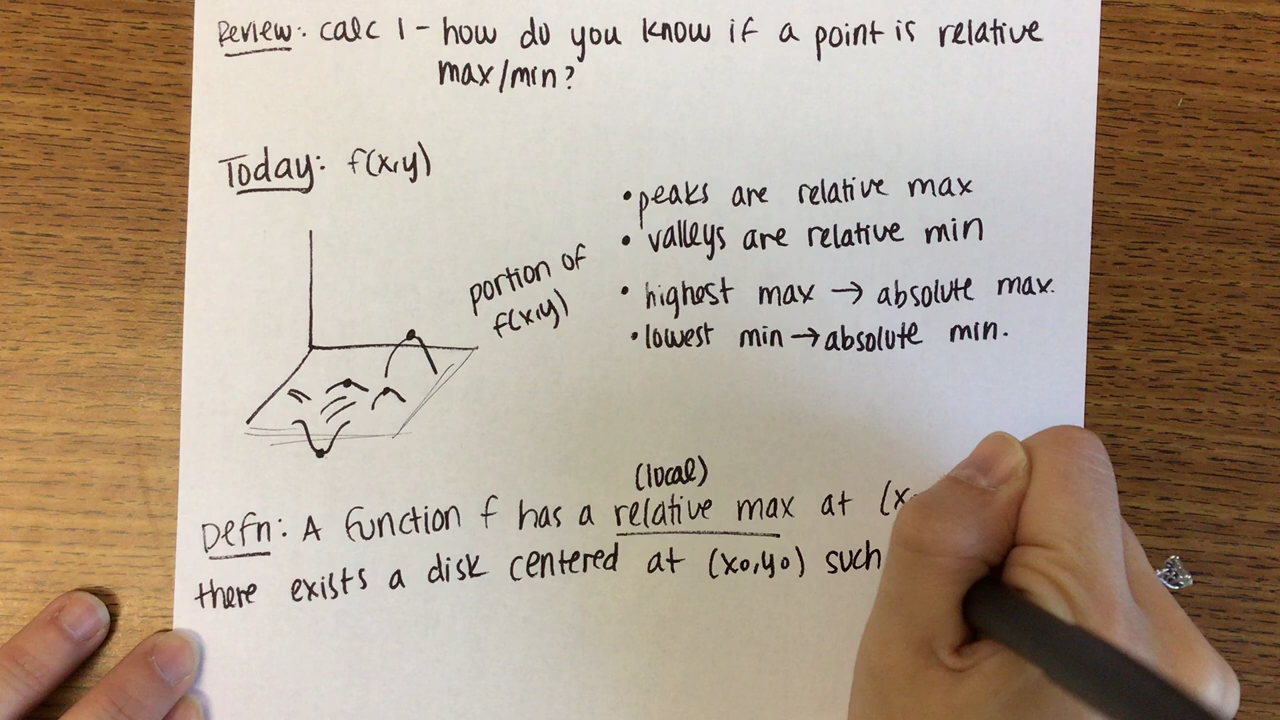 Review: calc 1 - how do you know if a point is relative
max/min?
Today: f(x,y)
• peaks are relative max
• valleys are relative min
• highest max → absolute max.
• lowest min → absolute min.
portion of
f(x,y)
(local)
Defn: A function f has a relative max at (x
there exists a disk centered at (x₀,y₀) such